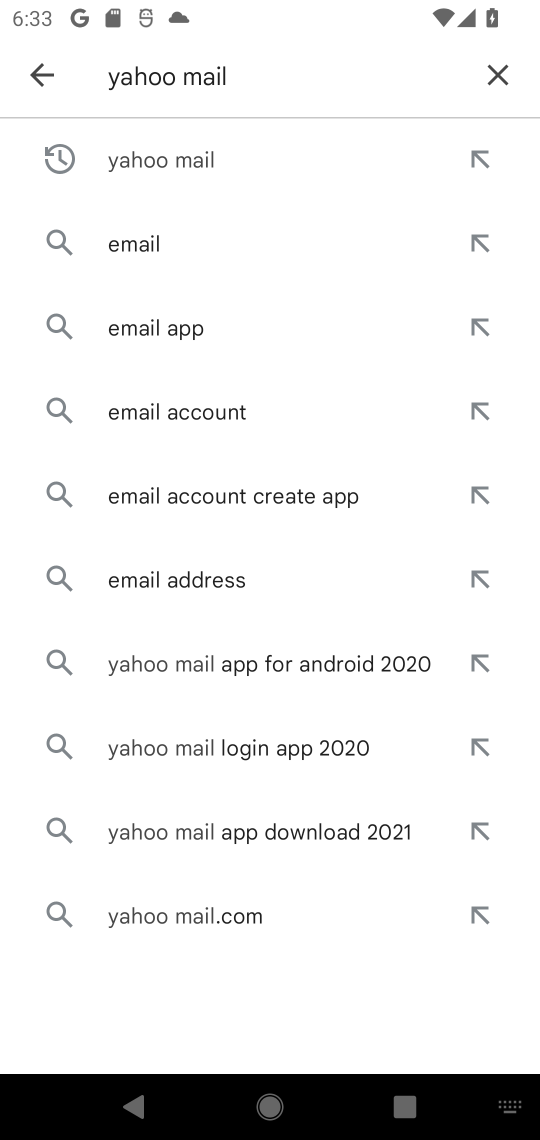 6:33
yahoo mail
yahoo mail
email
email app
email account
email account create app
email address
yahoo mail app for android 2020
yahoo mail login app 2020
yahoo mail app download 2021
yahoo mail.com